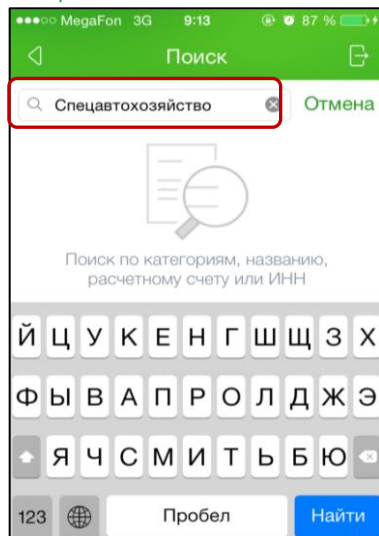 MegaFon 3G 9:13 87 %
Поиск
Спецавтохозяйство Отмена
Поиск по категориям, названию,
расчетному счету или ИНН
Й Ц У К Е Н Г Ш Щ З Х
Ф Ы В А П Р О Л Д Ж Э
Я Ч С М И Т Ь Б Ю
123 Пробел Найти